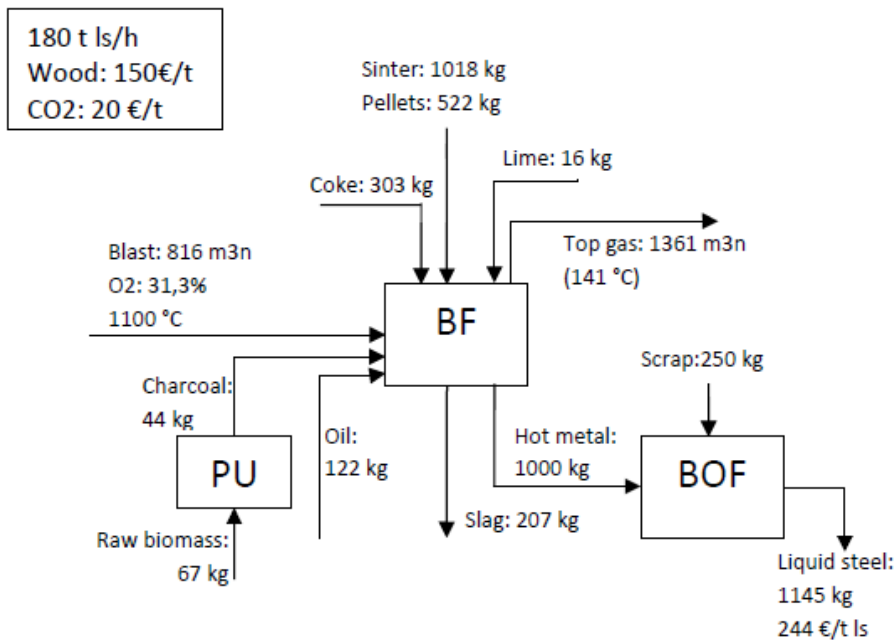 180 t ls/h
Wood: 150€/t
CO2: 20 €/t
Sinter: 1018 kg
Pellets: 522 kg
Lime: 16 kg
Coke: 303 kg
Top gas: 1361 m3n
(141 °C)
Blast: 816 m3n
O2: 31,3%
1100 °C
BF
Scrap:250 kg
Charcoal:
44 kg
Oil:
122 kg
Hot metal:
1000 kg
PU
BOF
Slag: 207 kg
Raw biomass:
67 kg
Liquid steel:
1145 kg
244 €/t ls